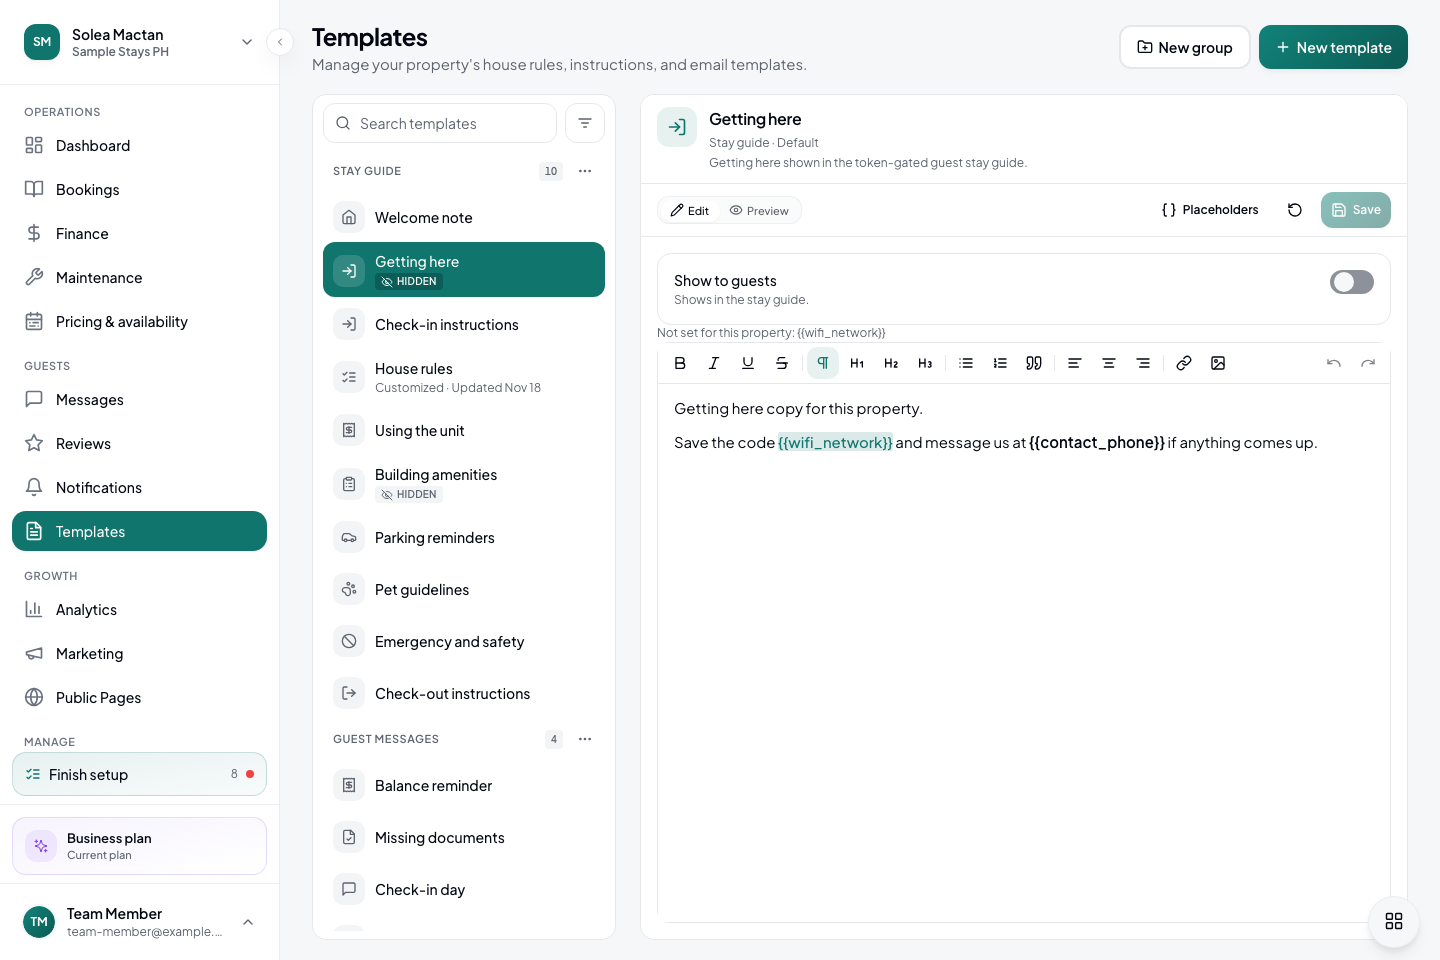 SM
Solea Mactan
Sample Stays PH
OPERATIONS
Dashboard
Bookings
Finance
Maintenance
Pricing & availability
GUESTS
Messages
Reviews
Notifications
Templates
GROWTH
Analytics
Marketing
Public Pages
MANAGE
Finish setup
8
Business plan
Current plan
TM
Team Member
team-member@example....
Templates
Manage your property's house rules, instructions, and email templates.
New group
New template
Search templates
STAY GUIDE
10
Welcome note
Getting here
HIDDEN
Check-in instructions
House rules
Customized · Updated Nov 18
Using the unit
Building amenities
HIDDEN
Parking reminders
Pet guidelines
Emergency and safety
Check-out instructions
GUEST MESSAGES
4
Balance reminder
Missing documents
Check-in day
Getting here
Stay guide · Default
Getting here shown in the token-gated guest stay guide.
Edit
Preview
Placeholders
Save
Show to guests
Shows in the stay guide.
Not set for this property: {{wifi_network}}
B I U S ¶ H1 H2 H3
Getting here copy for this property.
Save the code {{wifi_network}} and message us at {{contact_phone}} if anything comes up.